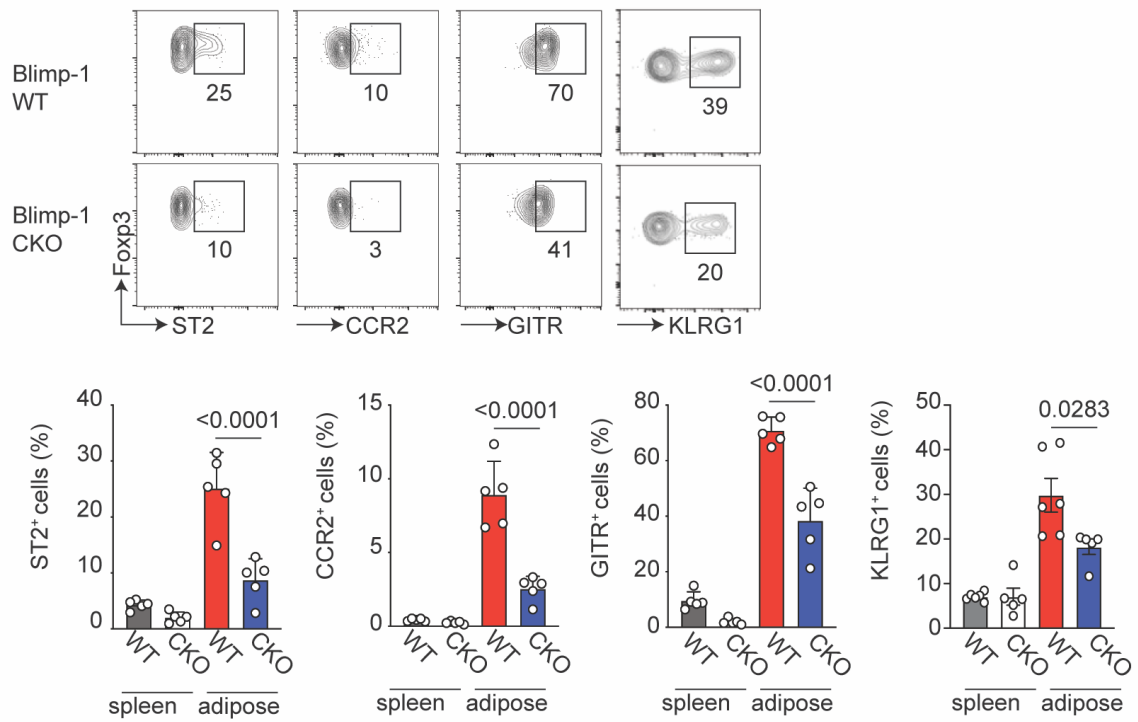 Blimp-1
WT
25
10
70
39
Blimp-1
CKO
10
3
41
20
Foxp3
ST2
CCR2
GITR
KLRG1
ST2+ cells (%)
40
30
20
10
0
<0.0001
WT
CKO
WT
CKO
spleen
adipose
CCR2+ cells (%)
15
10
5
0
<0.0001
WT
CKO
WT
CKO
spleen
adipose
GITR+ cells (%)
80
60
40
20
0
<0.0001
WT
CKO
WT
CKO
spleen
adipose
KLRG1+ cells (%)
50
40
30
20
10
0
0.0283
WT
CKO
WT
CKO
spleen
adipose